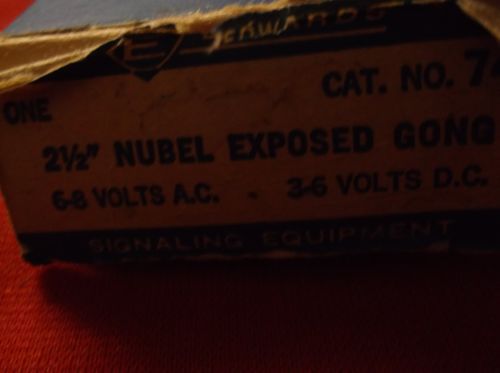 E EDWARDS
CAT. NO. 7
ONE
2½" NUBEL EXPOSED GONG
6-8 VOLTS A.C. - 3-6 VOLTS D.C.
SIGNALING EQUIPMENT